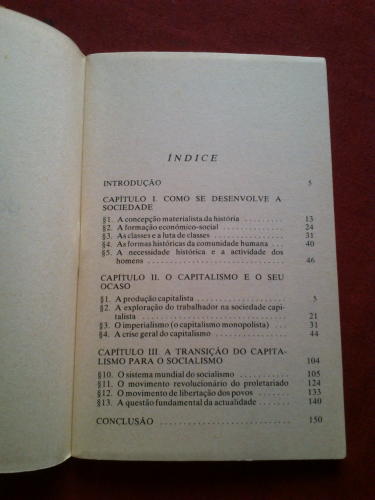 ÍNDICE
INTRODUÇÃO 5
CAPÍTULO I. COMO SE DESENVOLVE A
SOCIEDADE
§1. A concepção materialista da história .......... 13
§2. A formação económico-social ............... 24
§3. As classes e a luta de classes ............... 31
§4. As formas históricas da comunidade humana ... 40
§5. A necessidade histórica e a actividade dos
homens .............................. 46
CAPÍTULO II. O CAPITALISMO E O SEU
OCASO
§1. A produção capitalista .................... 5
§2. A exploração do trabalhador na sociedade capi-
talista .............................. 21
§3. O imperialismo (o capitalismo monopolista) .... 31
§4. A crise geral do capitalismo ............... 44
CAPÍTULO III. A TRANSIÇÃO DO CAPITA-
LISMO PARA O SOCIALISMO 104
§10. O sistema mundial do socialismo ............ 105
§11. O movimento revolucionário do proletariado .. 124
§12. O movimento de libertação dos povos ........ 133
§13. A questão fundamental da actualidade ....... 140
CONCLUSÃO .............................. 150